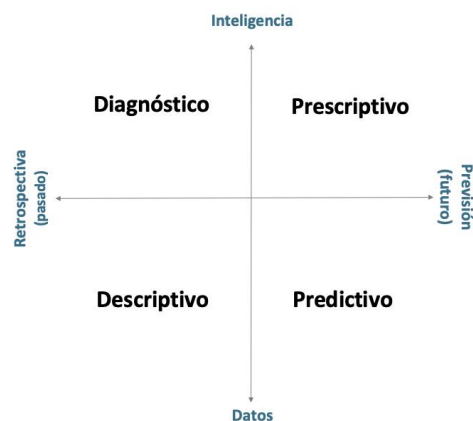 Inteligencia
Diagnóstico
Prescriptivo
Retrospectiva
(pasado)
Previsión
(futuro)
Descriptivo
Predictivo
Datos